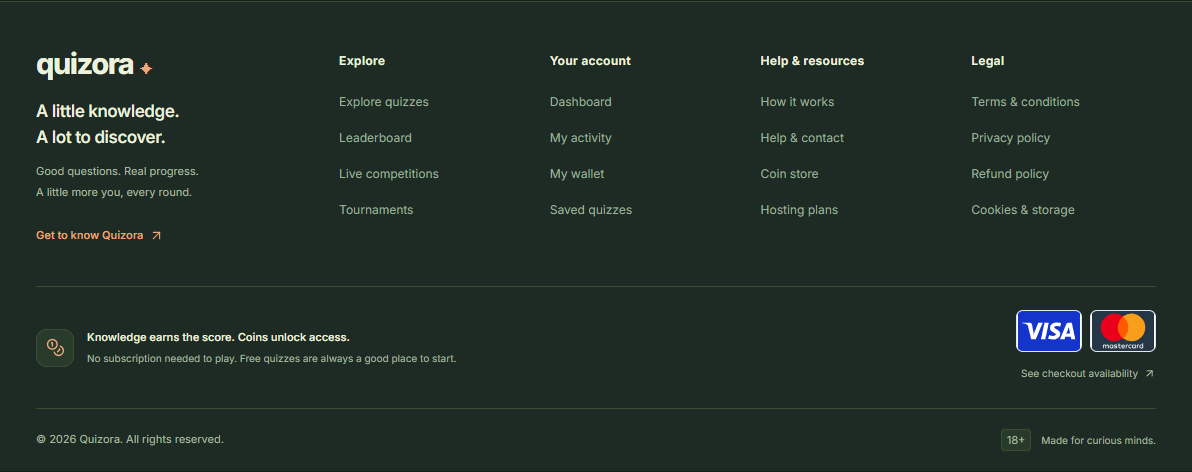 quizora
A little knowledge.
A lot to discover.
Good questions. Real progress.
A little more you, every round.
Get to know Quizora
Explore
Explore quizzes
Leaderboard
Live competitions
Tournaments
Your account
Dashboard
My activity
My wallet
Saved quizzes
Help & resources
How it works
Help & contact
Coin store
Hosting plans
Legal
Terms & conditions
Privacy policy
Refund policy
Cookies & storage
Knowledge earns the score. Coins unlock access.
No subscription needed to play. Free quizzes are always a good place to start.
VISA
mastercard
See checkout availability
© 2026 Quizora. All rights reserved.
18+
Made for curious minds.